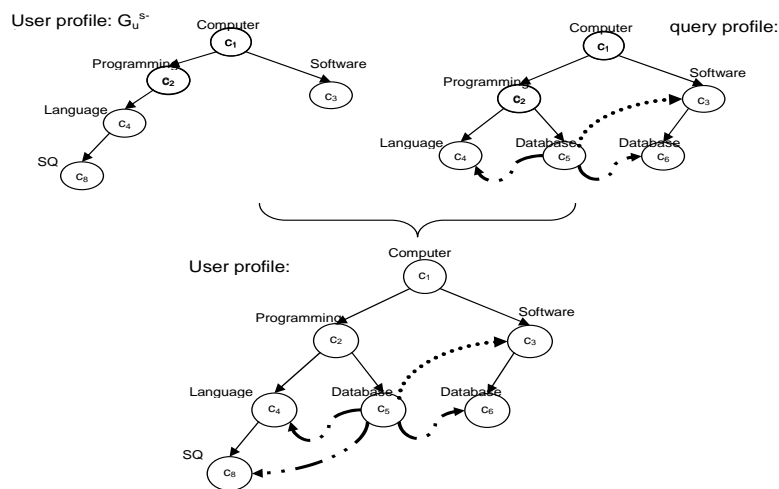 User profile: Gᵤˢ⁻
Computer
c₁
Programming
c₂
Software
c₃
Language
c₄
SQ
c₈
query profile:
Computer
c₁
Programming
c₂
Software
c₃
Language
c₄
Database
c₅
Database
c₆
User profile:
Computer
c₁
Programming
c₂
Software
c₃
Language
c₄
Database
c₅
Database
c₆
SQ
c₈